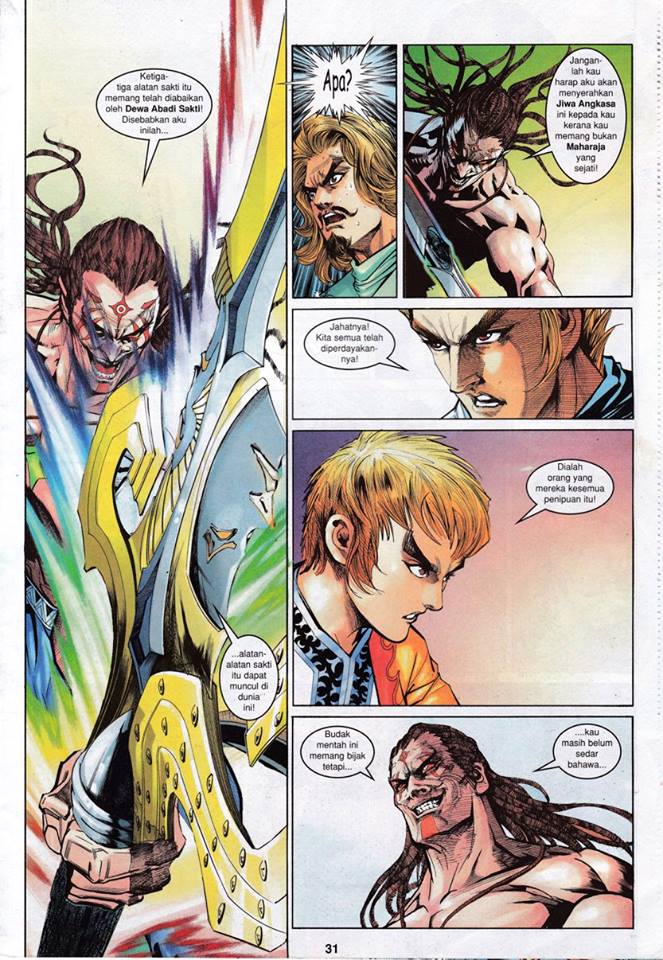 Ketiga-
tiga alatan sakti itu
memang telah diabaikan
oleh Dewa Abadi Sakti!
Disebabkan aku
inilah...
...alatan-
alatan sakti
itu dapat
muncul di
dunia
ini!
Apa?
Jangan-
lah kau
harap aku akan
menyerahkan
Jiwa Angkasa
ini kepada kau
kerana kau
memang bukan
Maharaja
yang
sejati!
Jahatnya!
Kita semua telah
diperdayakan-
nya!
Dialah
orang yang
mereka kesemua
penipuan itu!
Budak
mentah ini
memang bijak
tetapi...
....kau
masih belum
sedar
bahawa...
31